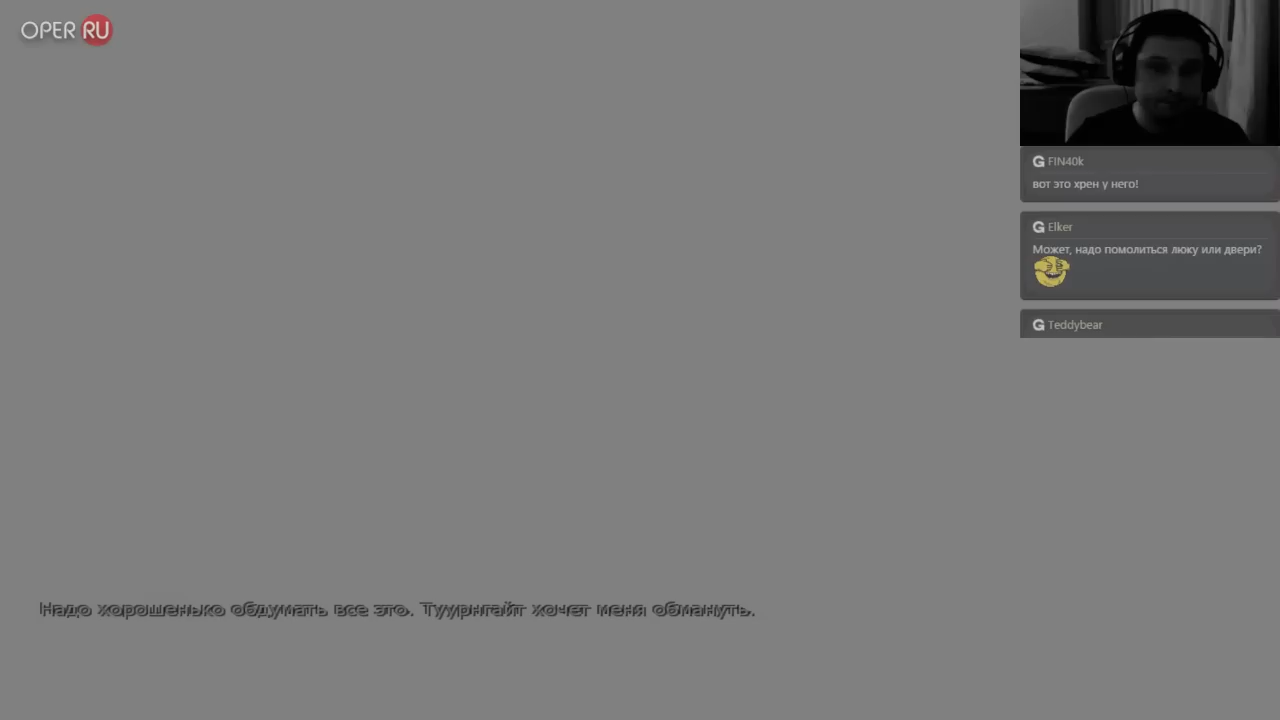 OPER RU
G FIN40k
вот это хрен у него!
G Elker
Может, надо помолиться люку или двери?
G Teddybear
Надо хорошенько обдумать все это. Туурнгайт хочет меня обмануть.